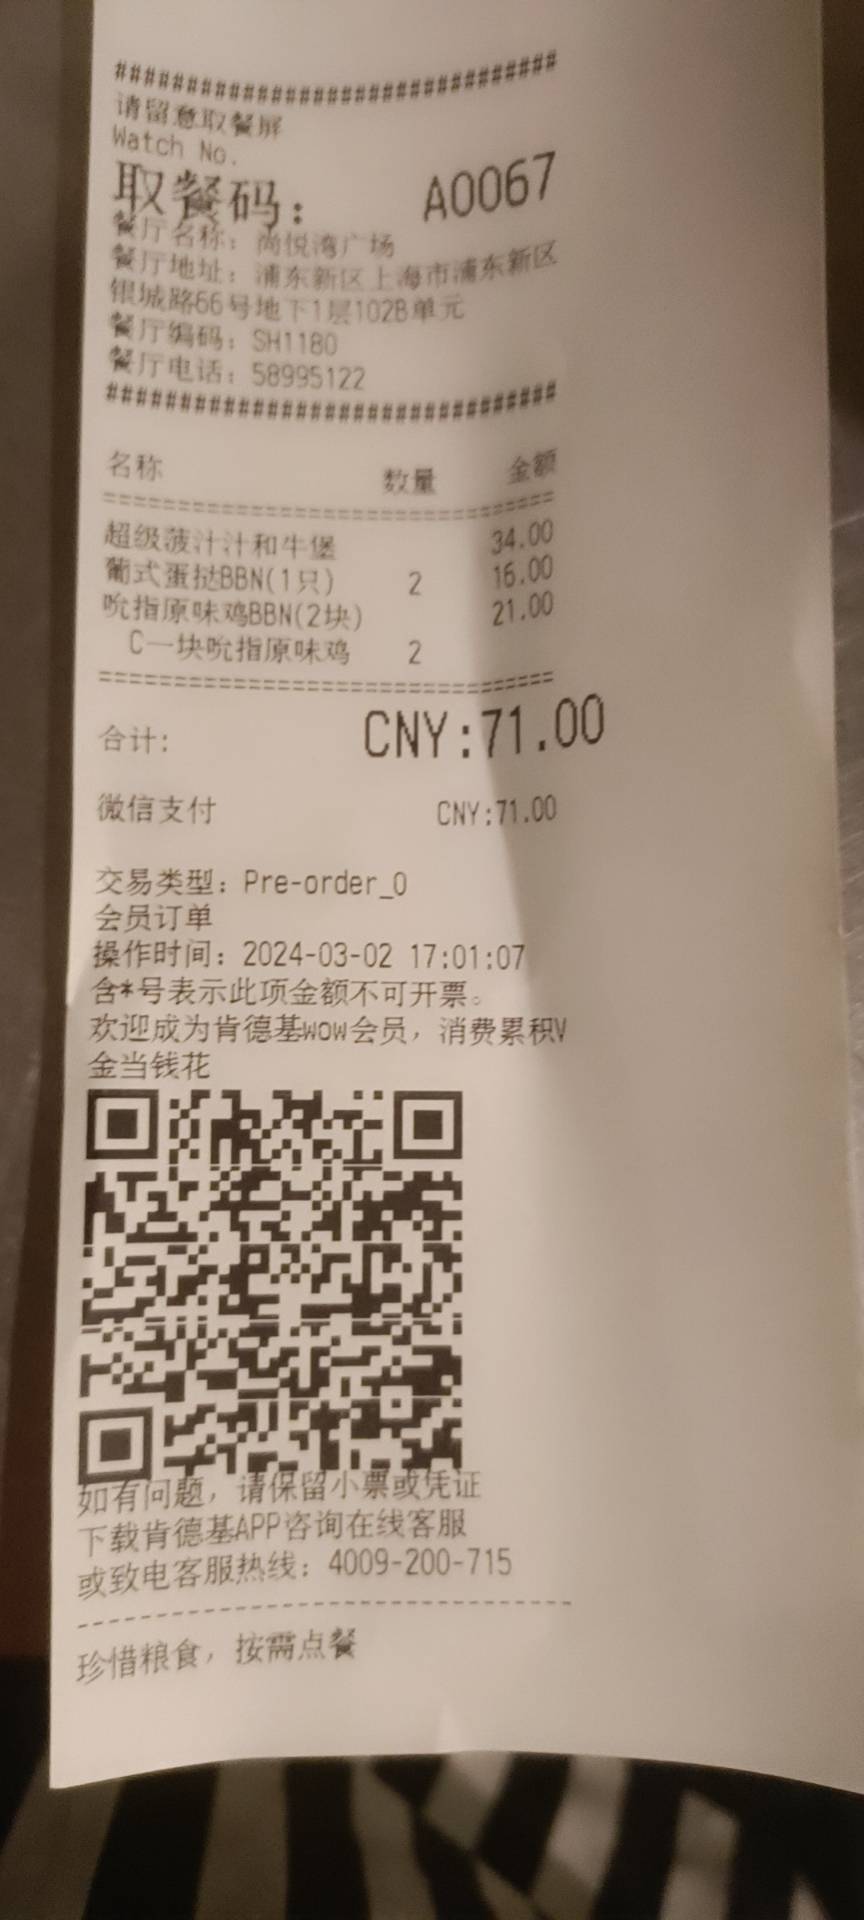 ##############################
请留意取餐屏
Watch No.
取餐码： A0067
餐厅名称：尚悦湾广场
餐厅地址：浦东新区上海市浦东新区
银城路66号地下1层102B单元
餐厅编码：SH1180
餐厅电话：58995122
##############################
名称 数量 金额
==============================
超级菠汁汁和牛堡 34.00
葡式蛋挞BBN(1只) 2 16.00
吮指原味鸡BBN(2块) 21.00
C一块吮指原味鸡 2
==============================
合计: CNY:71.00
微信支付 CNY:71.00
交易类型：Pre-order_0
会员订单
操作时间：2024-03-02 17:01:07
含*号表示此项金额不可开票。
欢迎成为肯德基wow会员，消费累积V
金当钱花
如有问题，请保留小票或凭证
下载肯德基APP咨询在线客服
或致电客服热线：4009-200-715
--------------------------------
珍惜粮食，按需点餐